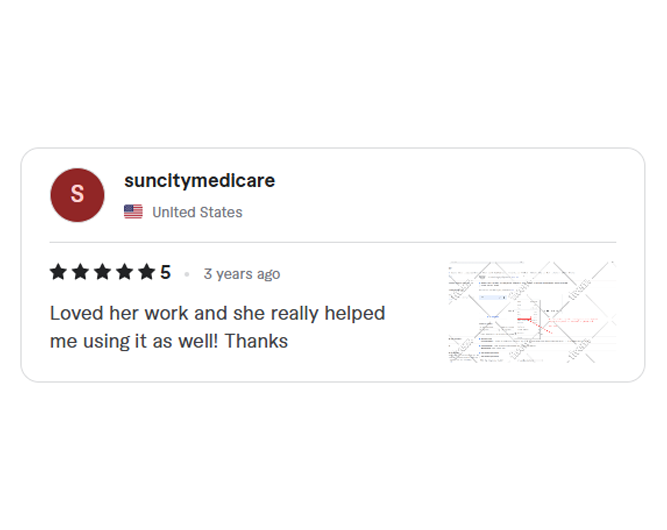 S
suncitymedicare
United States
5 • 3 years ago
Loved her work and she really helped
me using it as well! Thanks